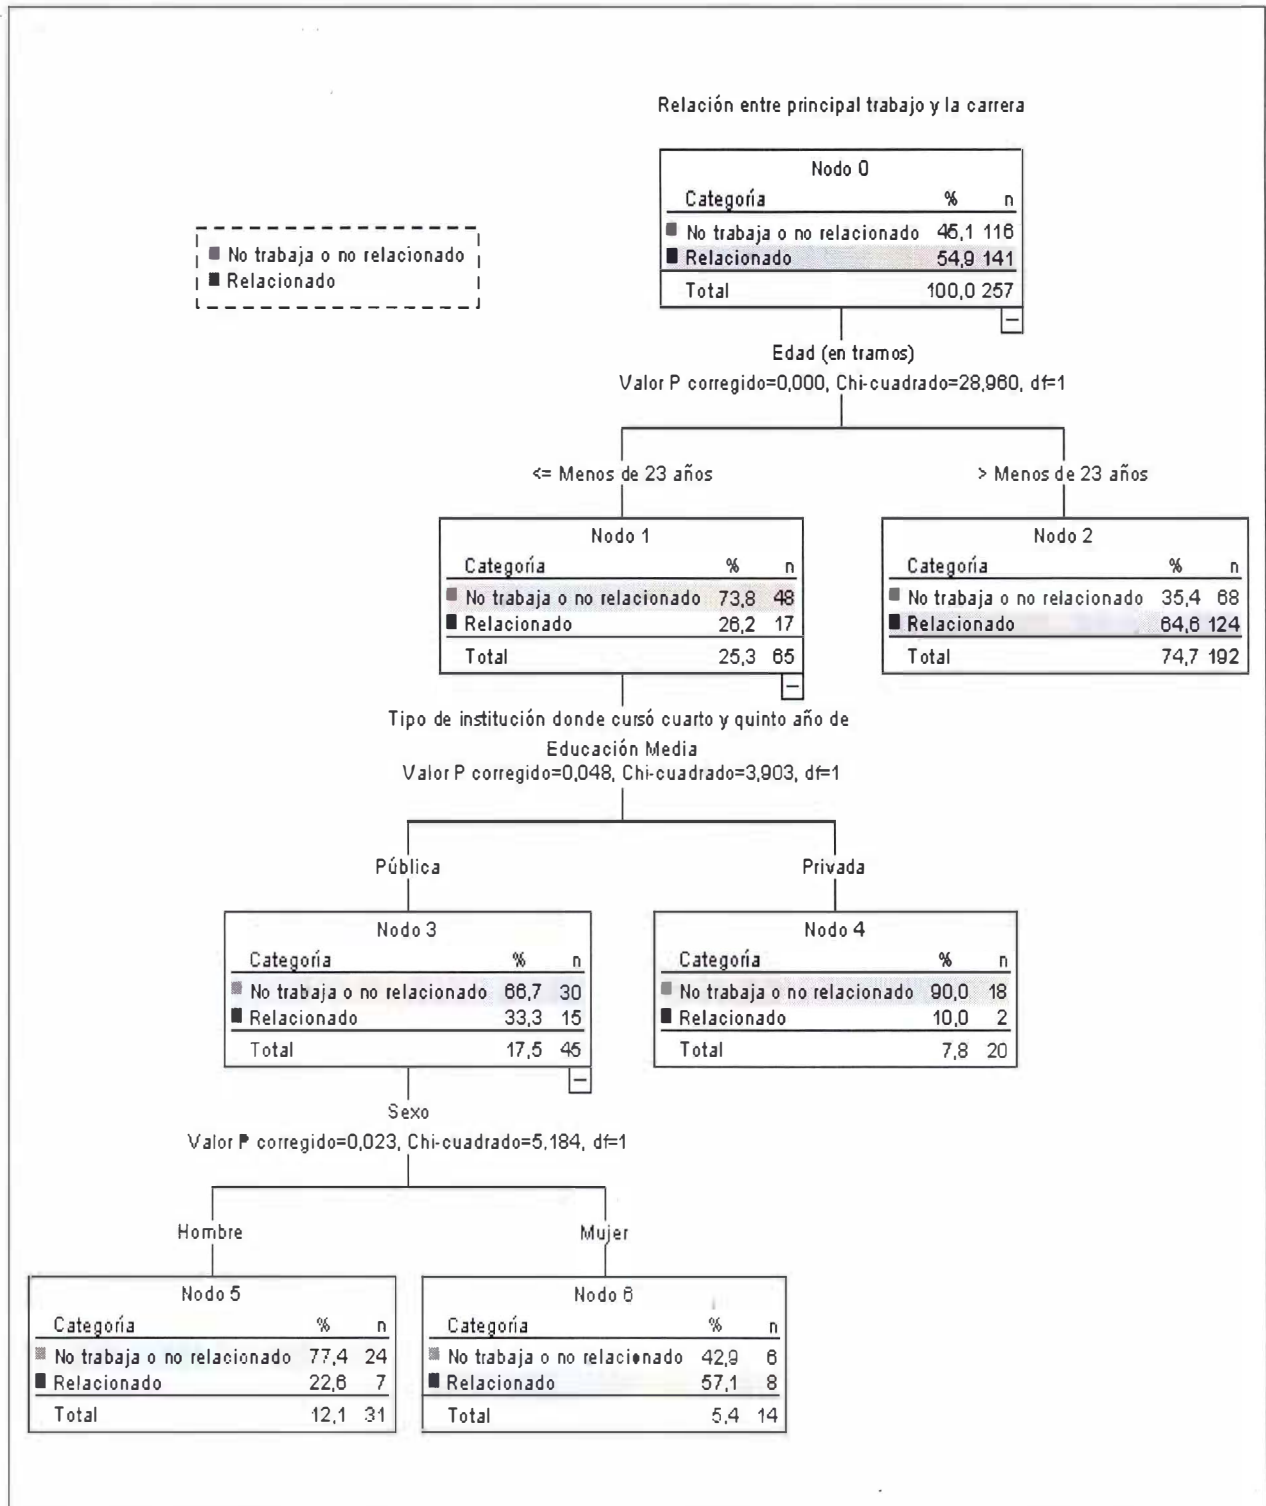 Relación entre principal trabajo y la carrera
Nodo 0
Categoría % n
No trabaja o no relacionado 45,1 116
Relacionado 54,9 141
Total 100,0 257
No trabaja o no relacionado
Relacionado
Edad (en tramos)
Valor P corregido=0,000, Chi-cuadrado=28,960, df=1
<= Menos de 23 años
> Menos de 23 años
Nodo 1
Categoría % n
No trabaja o no relacionado 73,8 48
Relacionado 26,2 17
Total 25,3 65
Nodo 2
Categoría % n
No trabaja o no relacionado 35,4 68
Relacionado 64,6 124
Total 74,7 192
Tipo de institución donde cursó cuarto y quinto año de
Educación Media
Valor P corregido=0,048, Chi-cuadrado=3,903, df=1
Pública
Privada
Nodo 3
Categoría % n
No trabaja o no relacionado 66,7 30
Relacionado 33,3 15
Total 17,5 45
Nodo 4
Categoría % n
No trabaja o no relacionado 90,0 18
Relacionado 10,0 2
Total 7,8 20
Sexo
Valor P corregido=0,023, Chi-cuadrado=5,184, df=1
Hombre
Mujer
Nodo 5
Categoría % n
No trabaja o no relacionado 77,4 24
Relacionado 22,6 7
Total 12,1 31
Nodo 6
Categoría % n
No trabaja o no relacionado 42,9 6
Relacionado 57,1 8
Total 5,4 14